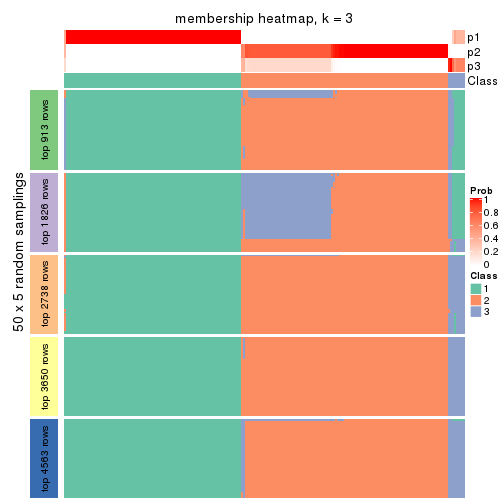 membership heatmap, k = 3
p1
p2
p3
Class
50 x 5 random samplings
top 913 rows
top 1826 rows
top 2738 rows
top 3650 rows
top 4563 rows
Prob
1
0.8
0.6
0.4
0.2
0
Class
1
2
3